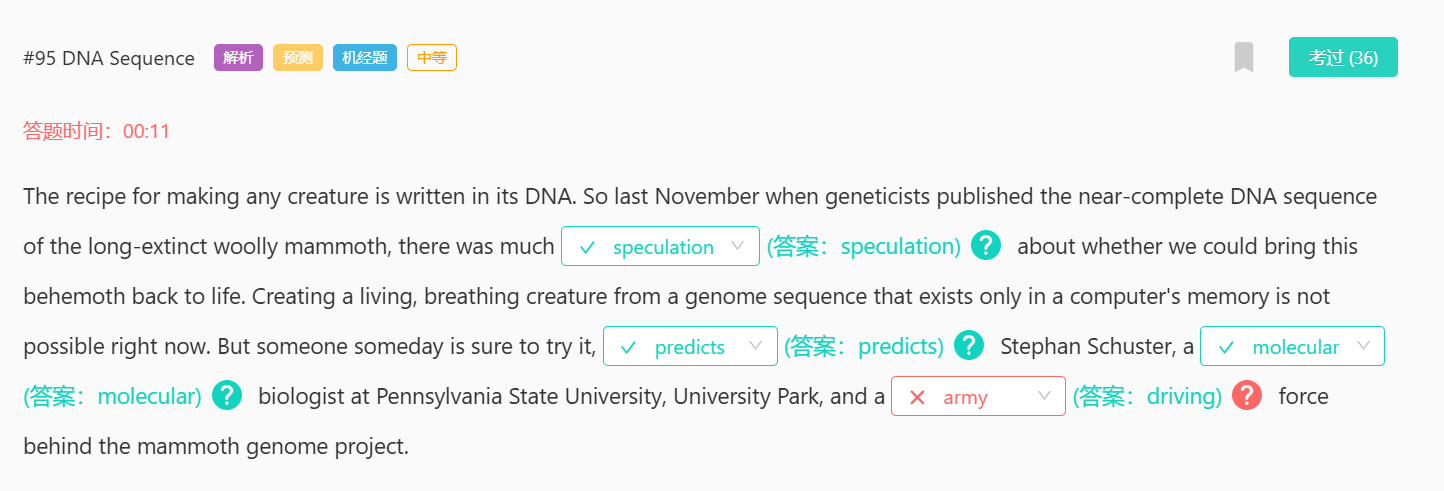 #95 DNA Sequence 解析 预测 机经题 中等 考过 (36)
答题时间：00:11
The recipe for making any creature is written in its DNA. So last November when geneticists published the near-complete DNA sequence
of the long-extinct woolly mammoth, there was much speculation (答案：speculation) ? about whether we could bring this
behemoth back to life. Creating a living, breathing creature from a genome sequence that exists only in a computer's memory is not
possible right now. But someone someday is sure to try it, predicts (答案：predicts) ? Stephan Schuster, a molecular
(答案：molecular) ? biologist at Pennsylvania State University, University Park, and a army (答案：driving) ? force
behind the mammoth genome project.